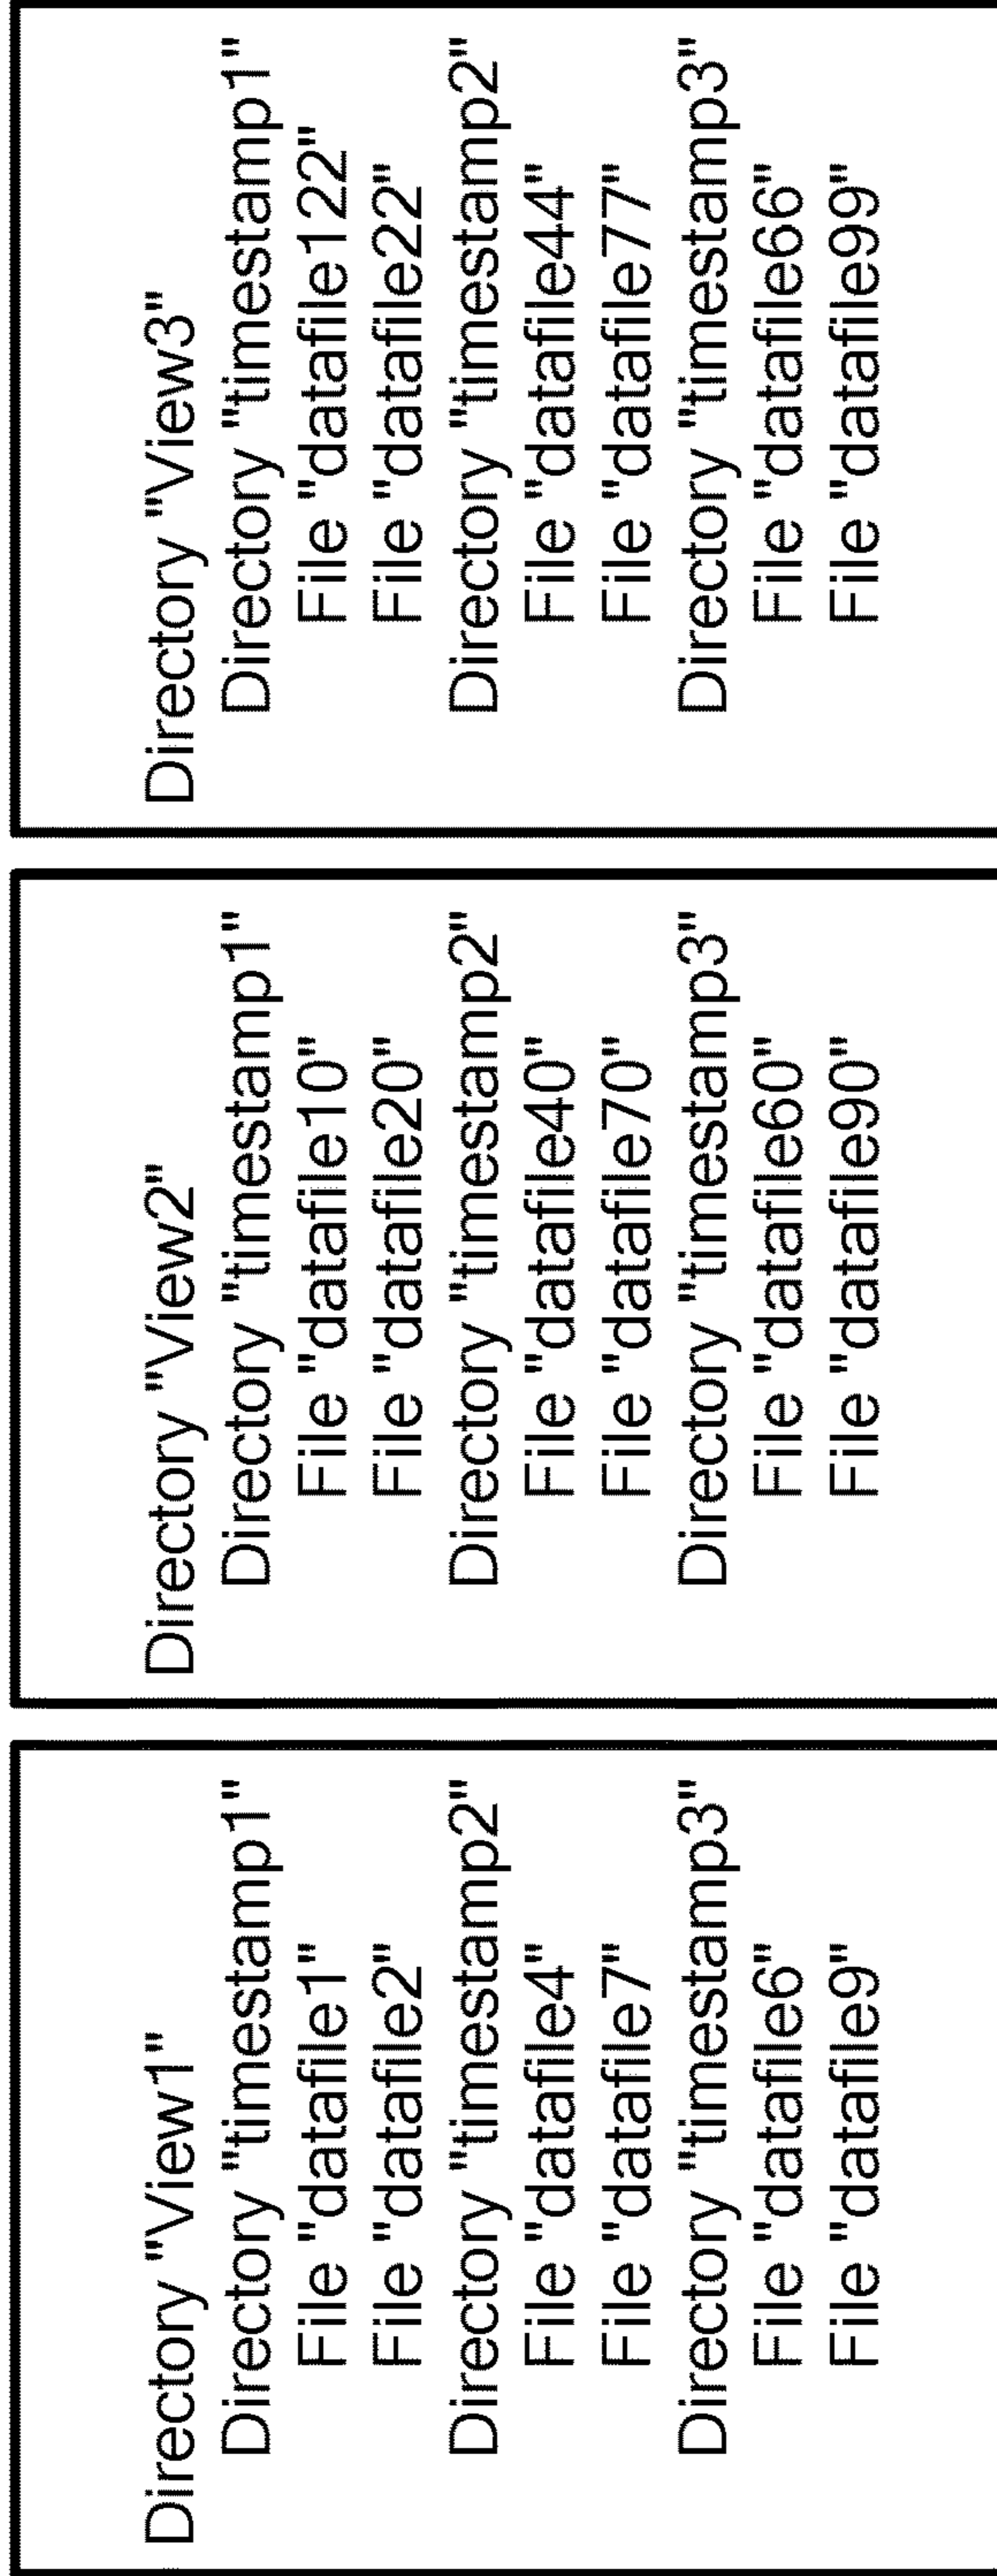 Directory "View1"
Directory "timestamp1"
File "datafile1"
File "datafile2"
Directory "timestamp2"
File "datafile4"
File "datafile7"
Directory "timestamp3"
File "datafile6"
File "datafile9"
Directory "View2"
Directory "timestamp1"
File "datafile10"
File "datafile20"
Directory "timestamp2"
File "datafile40"
File "datafile70"
Directory "timestamp3"
File "datafile60"
File "datafile90"
Directory "View3"
Directory "timestamp1"
File "datafile122"
File "datafile22"
Directory "timestamp2"
File "datafile44"
File "datafile77"
Directory "timestamp3"
File "datafile66"
File "datafile99"